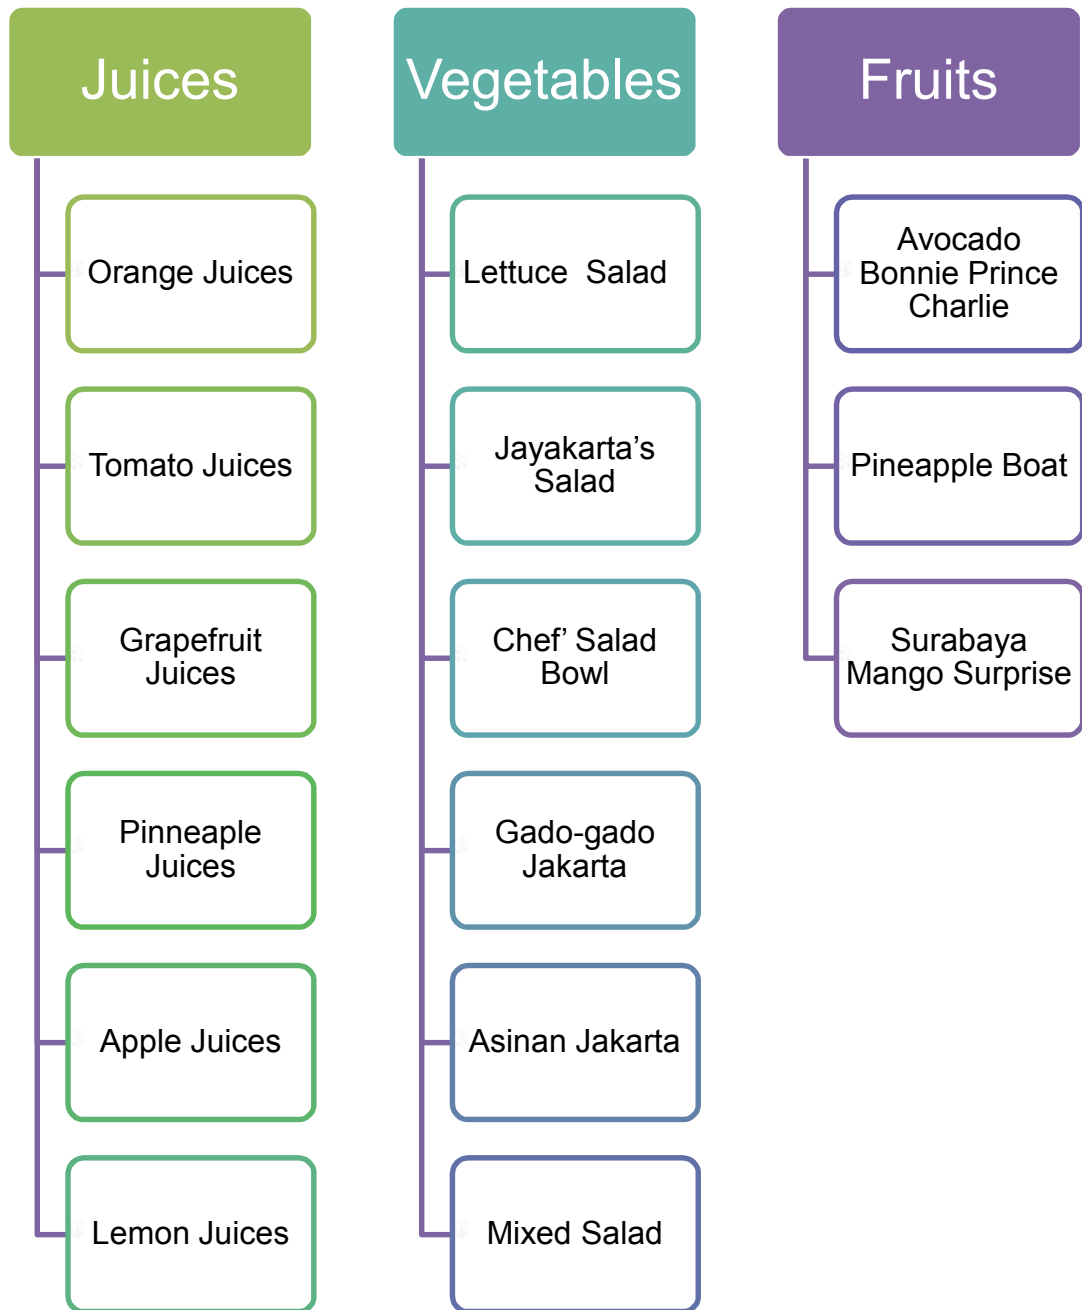 Juices
Orange Juices
Tomato Juices
Grapefruit
Juices
Pinneaple
Juices
Apple Juices
Lemon Juices
Vegetables
Lettuce  Salad
Jayakarta’s
Salad
Chef’ Salad
Bowl
Gado-gado
Jakarta
Asinan Jakarta
Mixed Salad
Fruits
Avocado
Bonnie Prince
Charlie
Pineapple Boat
Surabaya
Mango Surprise